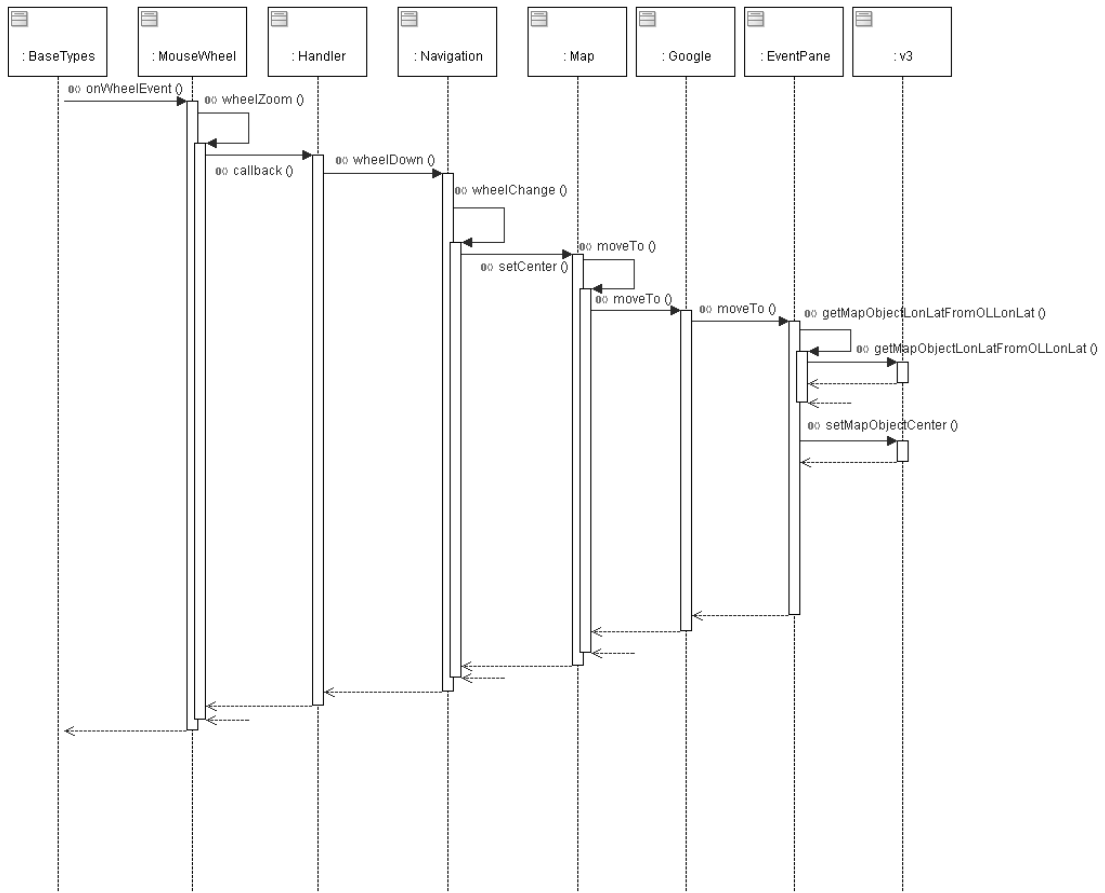 : BaseTypes
: MouseWheel
: Handler
: Navigation
: Map
: Google
: EventPane
: v3
onWheelEvent ()
wheelZoom ()
callback ()
wheelDown ()
wheelChange ()
setCenter ()
moveTo ()
moveTo ()
moveTo ()
getMapObjectLonLatFromOLLonLat ()
getMapObjectLonLatFromOLLonLat ()
setMapObjectCenter ()